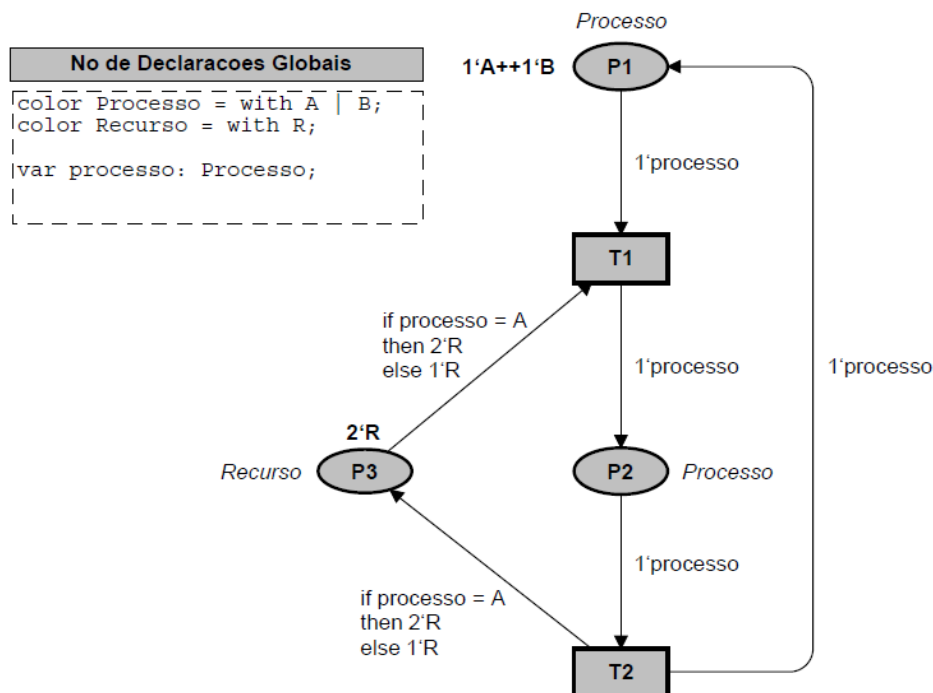 Processo
No de Declaracoes Globais
1‘A++1‘B
P1
color Processo = with A | B;
color Recurso = with R;
var processo: Processo;
1‘processo
T1
if processo = A
then 2‘R
else 1‘R
1‘processo
1‘processo
2‘R
Recurso
P3
P2
Processo
1‘processo
if processo = A
then 2‘R
else 1‘R
T2